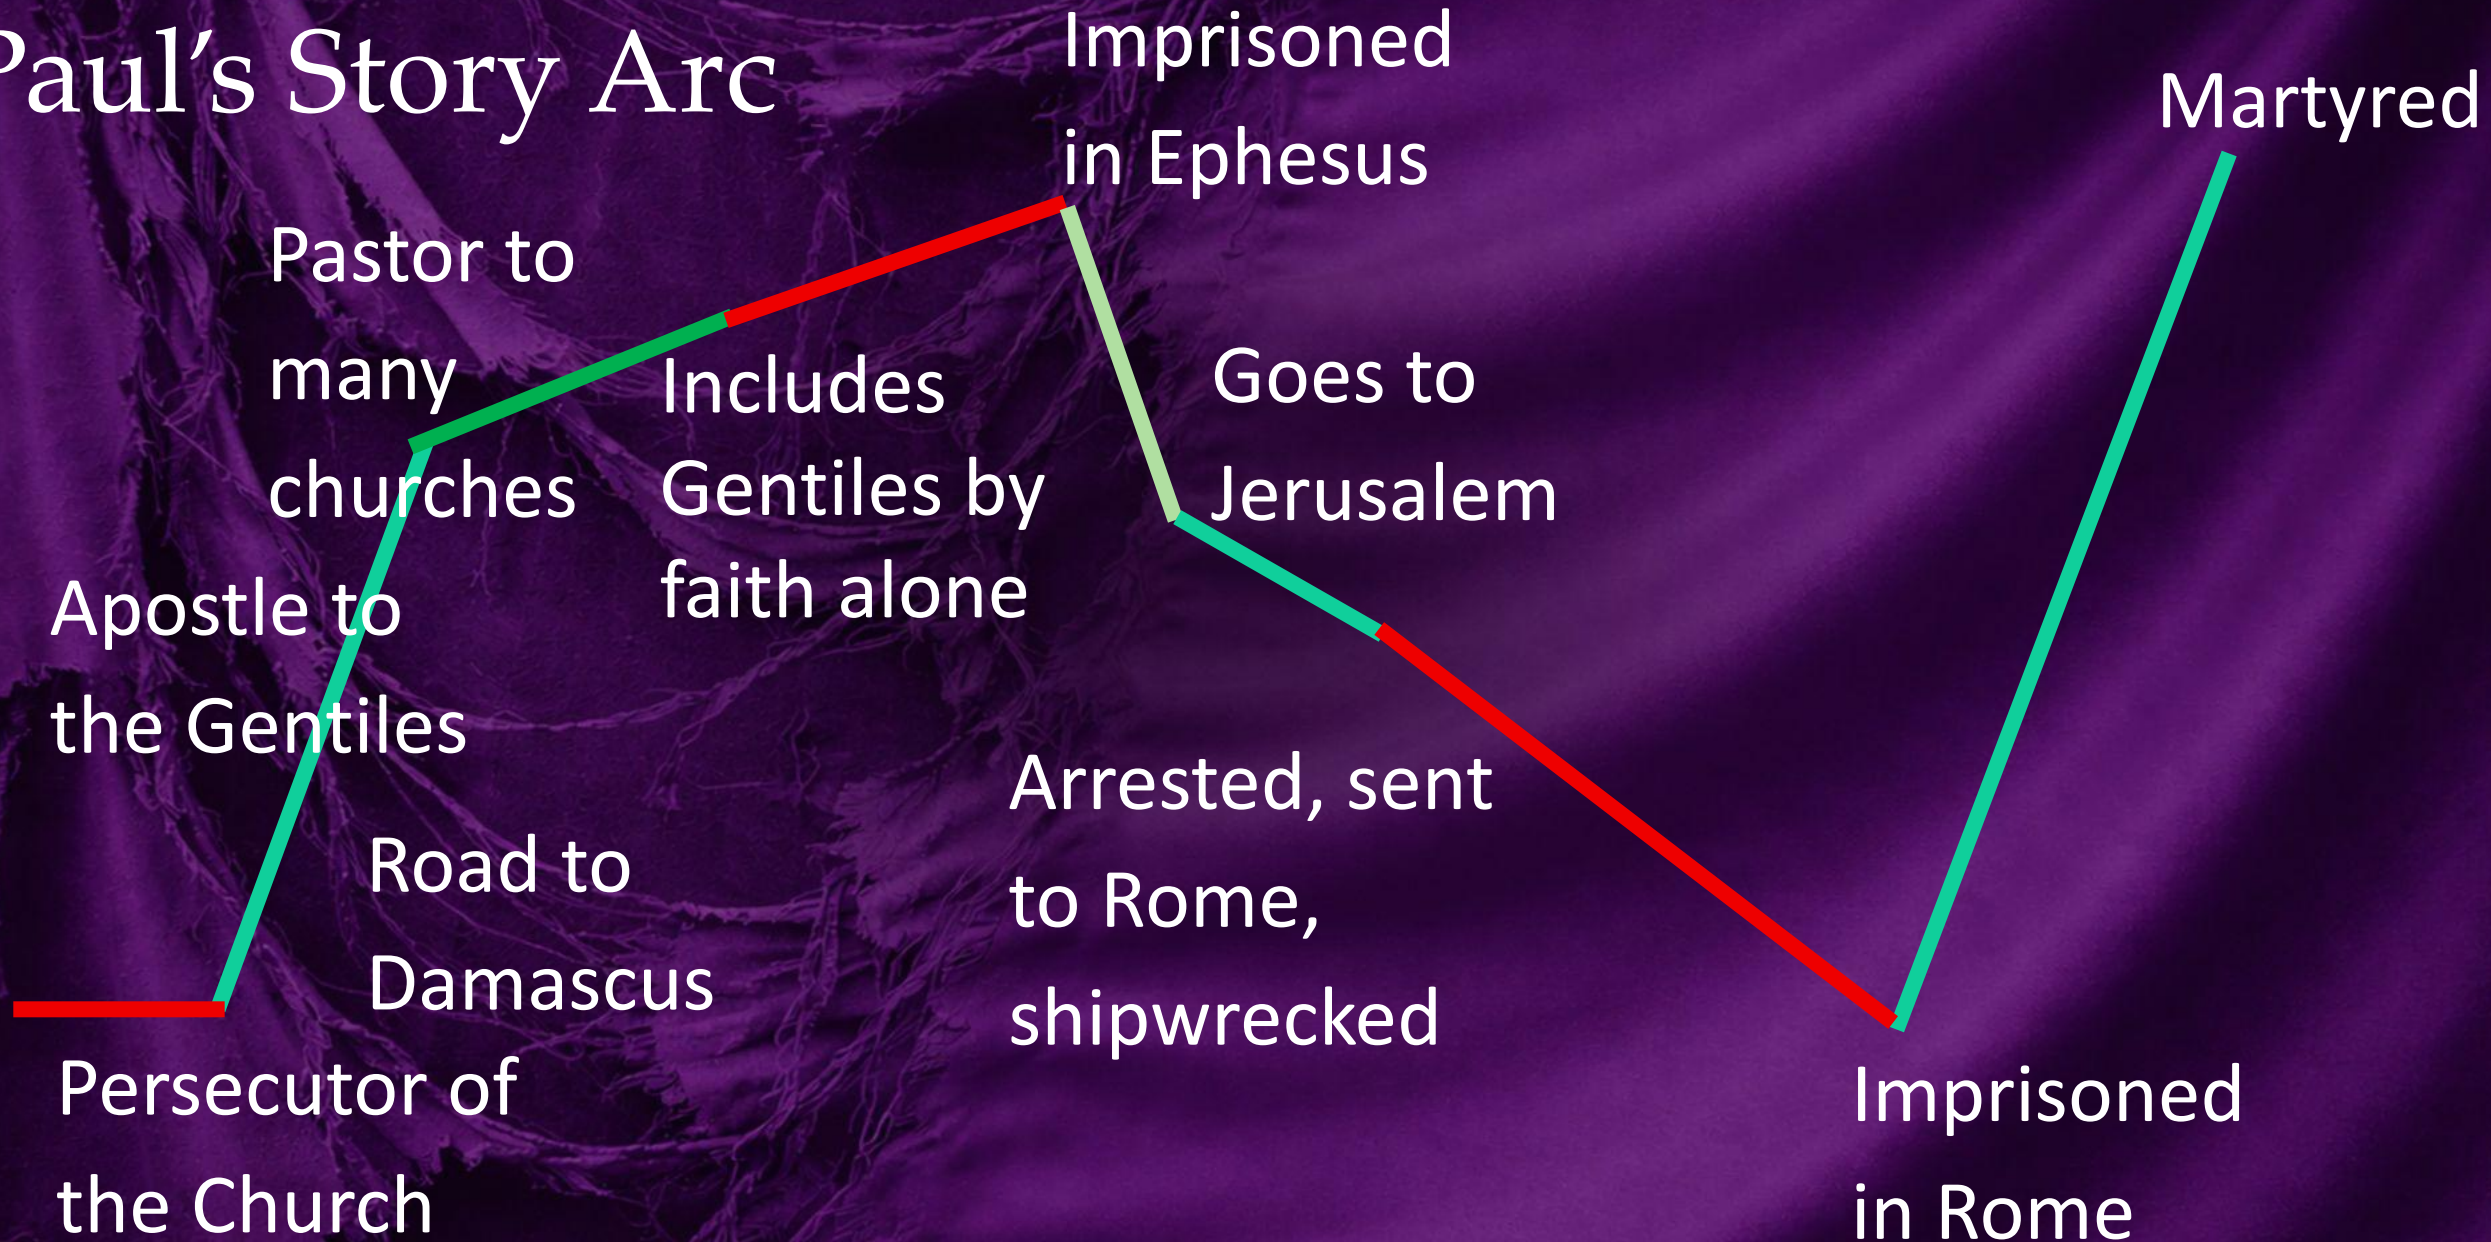 Paul’s Story Arc
Imprisoned
in Ephesus
Martyred
Pastor to
many
churches
Includes
Gentiles by
faith alone
Goes to
Jerusalem
Apostle to
the Gentiles
Road to
Damascus
Arrested, sent
to Rome,
shipwrecked
Persecutor of
the Church
Imprisoned
in Rome